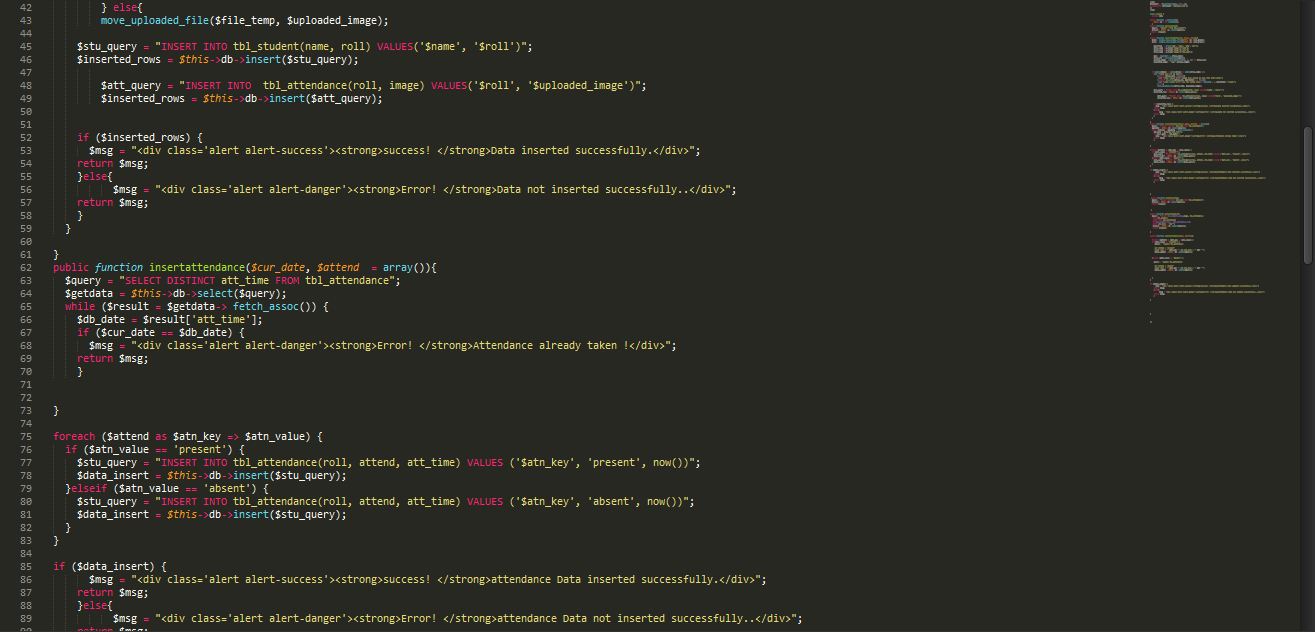 42 } else{
43 move_uploaded_file($file_temp, $uploaded_image);
44
45 $stu_query = "INSERT INTO tbl_student(name, roll) VALUES('$name', '$roll')";
46 $inserted_rows = $this->db->insert($stu_query);
47
48 $att_query = "INSERT INTO  tbl_attendance(roll, image) VALUES('$roll', '$uploaded_image')";
49 $inserted_rows = $this->db->insert($att_query);
50
51
52 if ($inserted_rows) {
53 $msg = "<div class='alert alert-success'><strong>success! </strong>Data inserted successfully.</div>";
54 return $msg;
55 }else{
56 $msg = "<div class='alert alert-danger'><strong>Error! </strong>Data not inserted successfully..</div>";
57 return $msg;
58 }
59 }
60
61 }
62 public function insertattendance($cur_date, $attend  = array()){
63 $query = "SELECT DISTINCT att_time FROM tbl_attendance";
64 $getdata = $this->db->select($query);
65 while ($result = $getdata-> fetch_assoc()) {
66 $db_date = $result['att_time'];
67 if ($cur_date == $db_date) {
68 $msg = "<div class='alert alert-danger'><strong>Error! </strong>Attendance already taken !</div>";
69 return $msg;
70 }
71
72
73 }
74
75 foreach ($attend as $atn_key => $atn_value) {
76 if ($atn_value == 'present') {
77 $stu_query = "INSERT INTO tbl_attendance(roll, attend, att_time) VALUES ('$atn_key', 'present', now())";
78 $data_insert = $this->db->insert($stu_query);
79 }elseif ($atn_value == 'absent') {
80 $stu_query = "INSERT INTO tbl_attendance(roll, attend, att_time) VALUES ('$atn_key', 'absent', now())";
81 $data_insert = $this->db->insert($stu_query);
82 }
83 }
84
85 if ($data_insert) {
86 $msg = "<div class='alert alert-success'><strong>success! </strong>attendance Data inserted successfully.</div>";
87 return $msg;
88 }else{
89 $msg = "<div class='alert alert-danger'><strong>Error! </strong>attendance Data not inserted successfully..</div>";
90 return $msg;